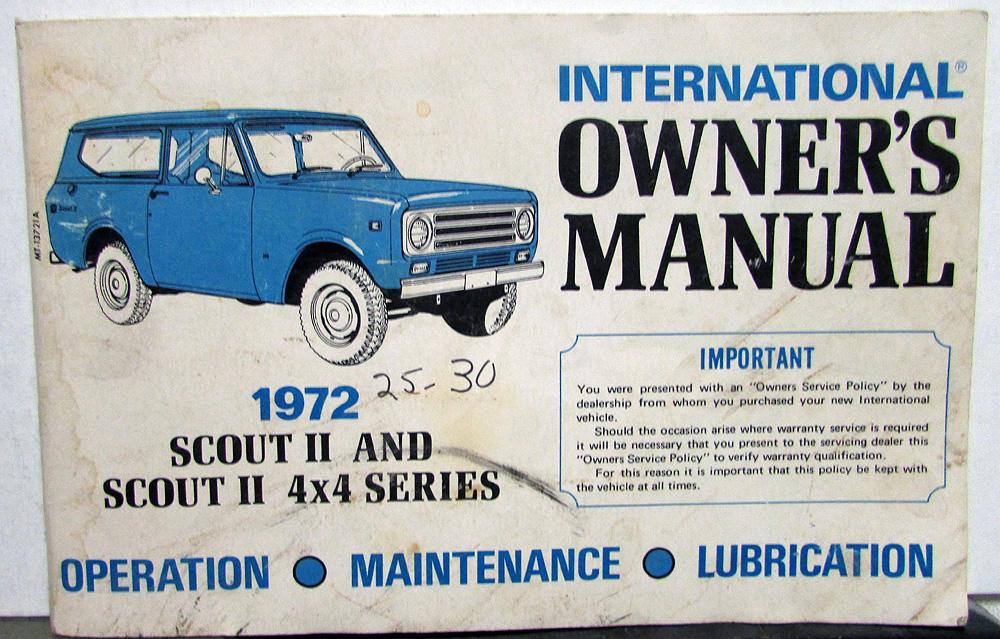 INTERNATIONAL®
OWNER'S
MANUAL
MT-13721A
Scout II
1972
25-30
SCOUT II AND
SCOUT II 4x4 SERIES
IMPORTANT
You were presented with an "Owners Service Policy" by the
dealership from whom you purchased your new International
vehicle.
Should the occasion arise where warranty service is required
it will be necessary that you present to the servicing dealer this
"Owners Service Policy" to verify warranty qualification.
For this reason it is important that this policy be kept with
the vehicle at all times.
OPERATION ● MAINTENANCE ● LUBRICATION